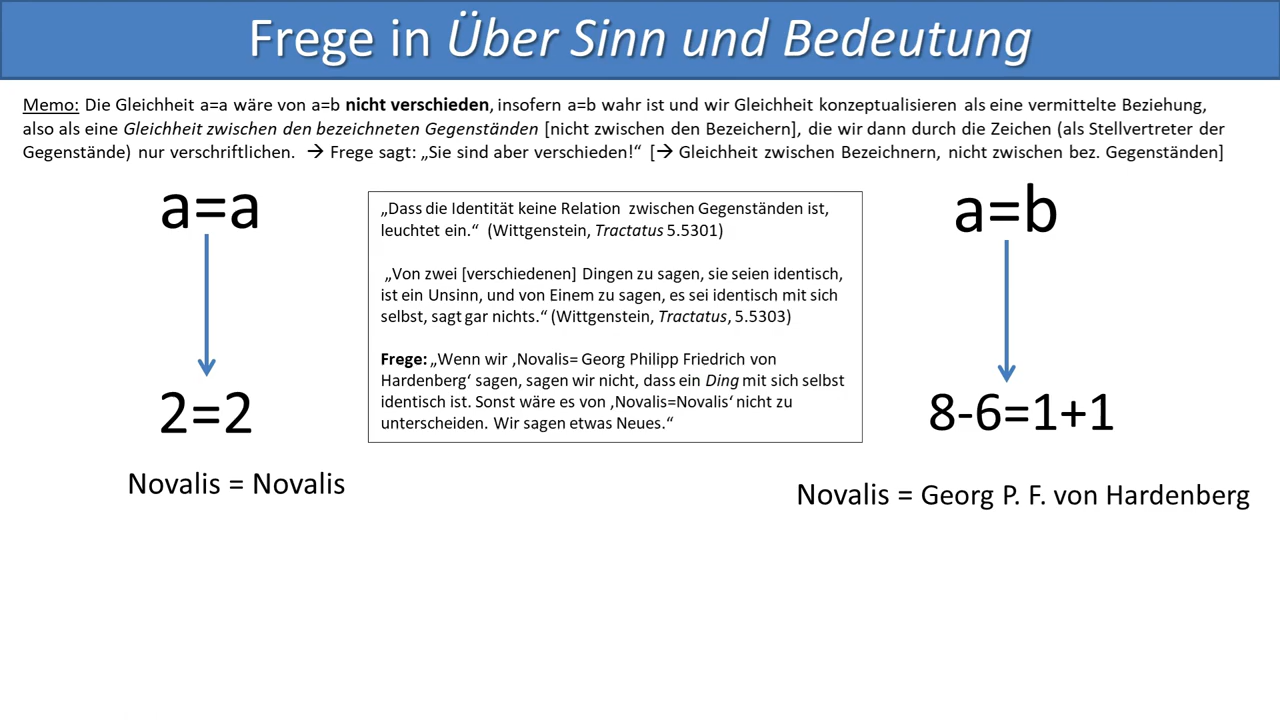 Frege in Über Sinn und Bedeutung
Memo: Die Gleichheit a=a wäre von a=b nicht verschieden, insofern a=b wahr ist und wir Gleichheit konzeptualisieren als eine vermittelte Beziehung,
also als eine Gleichheit zwischen den bezeichneten Gegenständen [nicht zwischen den Bezeichern], die wir dann durch die Zeichen (als Stellvertreter der
Gegenstände) nur verschriftlichen. → Frege sagt: „Sie sind aber verschieden!“ [→ Gleichheit zwischen Bezeichnern, nicht zwischen bez. Gegenständen]
a=a
„Dass die Identität keine Relation zwischen Gegenständen ist,
leuchtet ein.“ (Wittgenstein, Tractatus 5.5301)
„Von zwei [verschiedenen] Dingen zu sagen, sie seien identisch,
ist ein Unsinn, und von Einem zu sagen, es sei identisch mit sich
selbst, sagt gar nichts.“ (Wittgenstein, Tractatus, 5.5303)
Frege: „Wenn wir ‚Novalis= Georg Philipp Friedrich von
Hardenberg‘ sagen, sagen wir nicht, dass ein Ding mit sich selbst
identisch ist. Sonst wäre es von ‚Novalis=Novalis‘ nicht zu
unterscheiden. Wir sagen etwas Neues.“
a=b
2=2
8-6=1+1
Novalis = Novalis
Novalis = Georg P. F. von Hardenberg